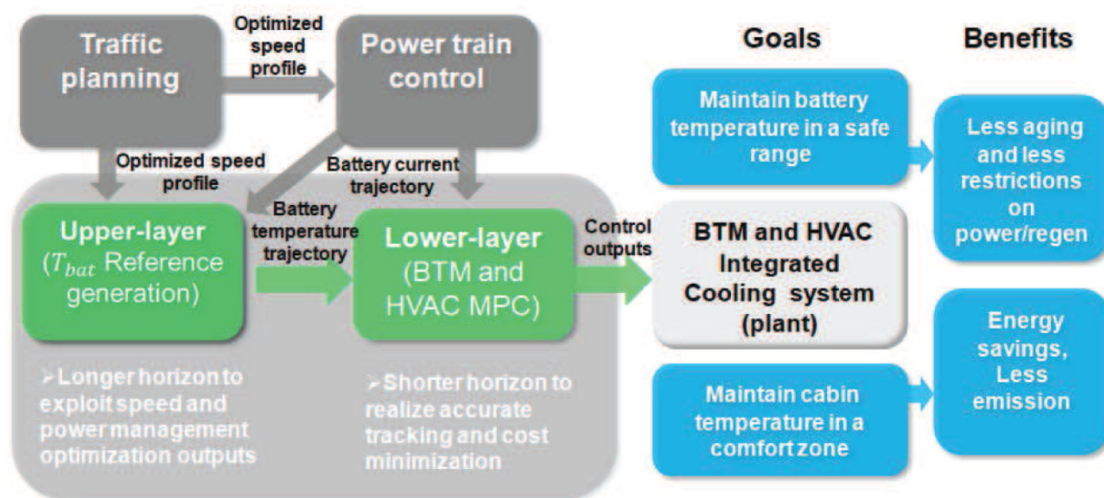 Traffic
planning
Optimized
speed
profile
Power train
control
Optimized speed
profile
Battery current
trajectory
Upper-layer
(T_bat Reference
generation)
Battery
temperature
trajectory
Lower-layer
(BTM and
HVAC MPC)
Control
outputs
➢Longer horizon to
exploit speed and
power management
optimization outputs
➢Shorter horizon to
realize accurate
tracking and cost
minimization
Goals
Maintain battery
temperature in a safe
range
BTM and HVAC
Integrated
Cooling system
(plant)
Maintain cabin
temperature in a
comfort zone
Benefits
Less aging
and less
restrictions
on
power/regen
Energy
savings,
Less
emission